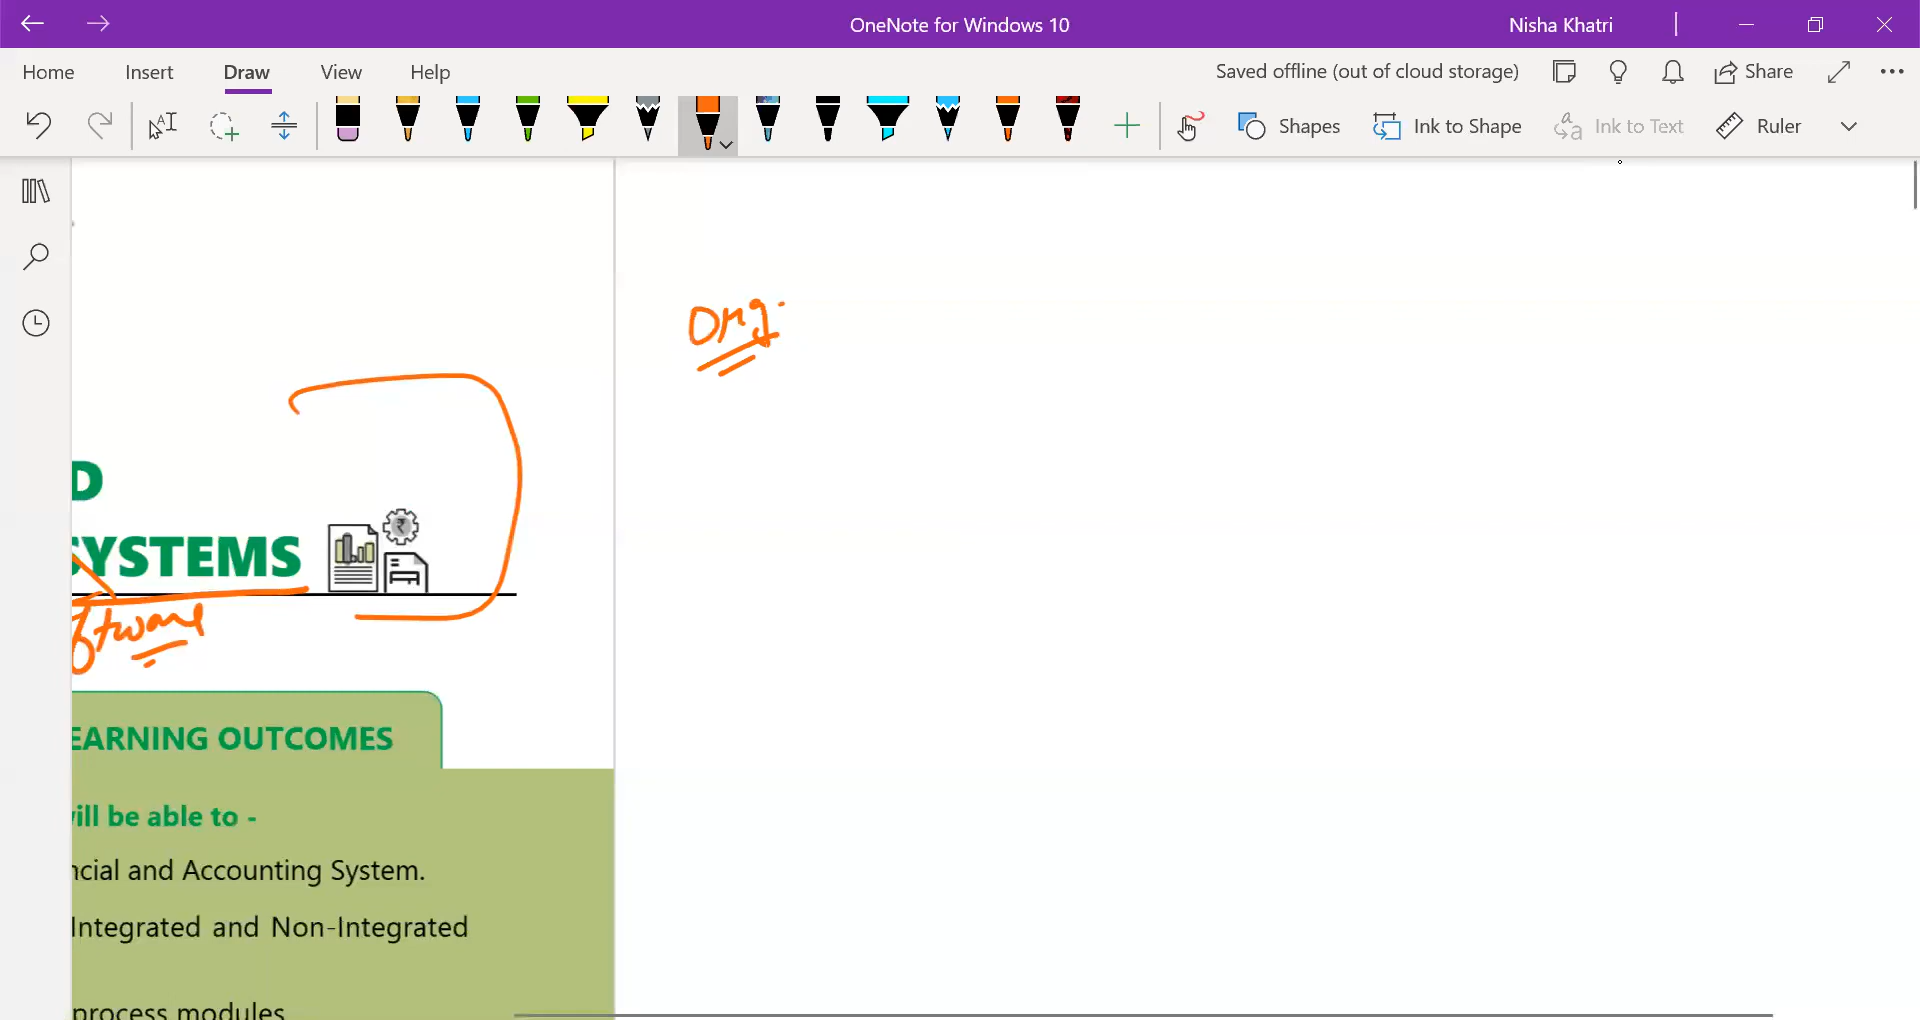 OneNote for Windows 10
Nisha Khatri
Home Insert Draw View Help
Saved offline (out of cloud storage)
Share
Shapes
Ink to Shape
Ink to Text
Ruler
Org.
D
SYSTEMS
ftware
EARNING OUTCOMES
ill be able to -
ncial and Accounting System.
Integrated and Non-Integrated
process modules